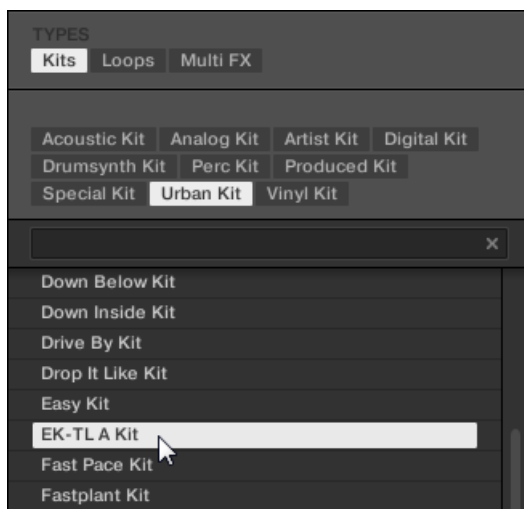 TYPES
Kits Loops Multi FX
Acoustic Kit Analog Kit Artist Kit Digital Kit
Drumsynth Kit Perc Kit Produced Kit
Special Kit Urban Kit Vinyl Kit
Down Below Kit
Down Inside Kit
Drive By Kit
Drop It Like Kit
Easy Kit
EK-TL A Kit
Fast Pace Kit
Fastplant Kit